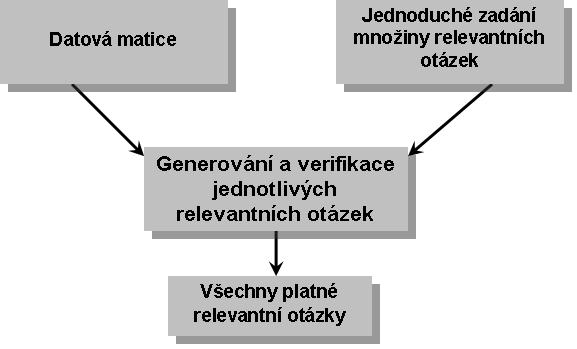 Datová matice
Jednoduché zadání
množiny relevantních
otázek
Generování a verifikace
jednotlivých
relevantních otázek
Všechny platné
relevantní otázky